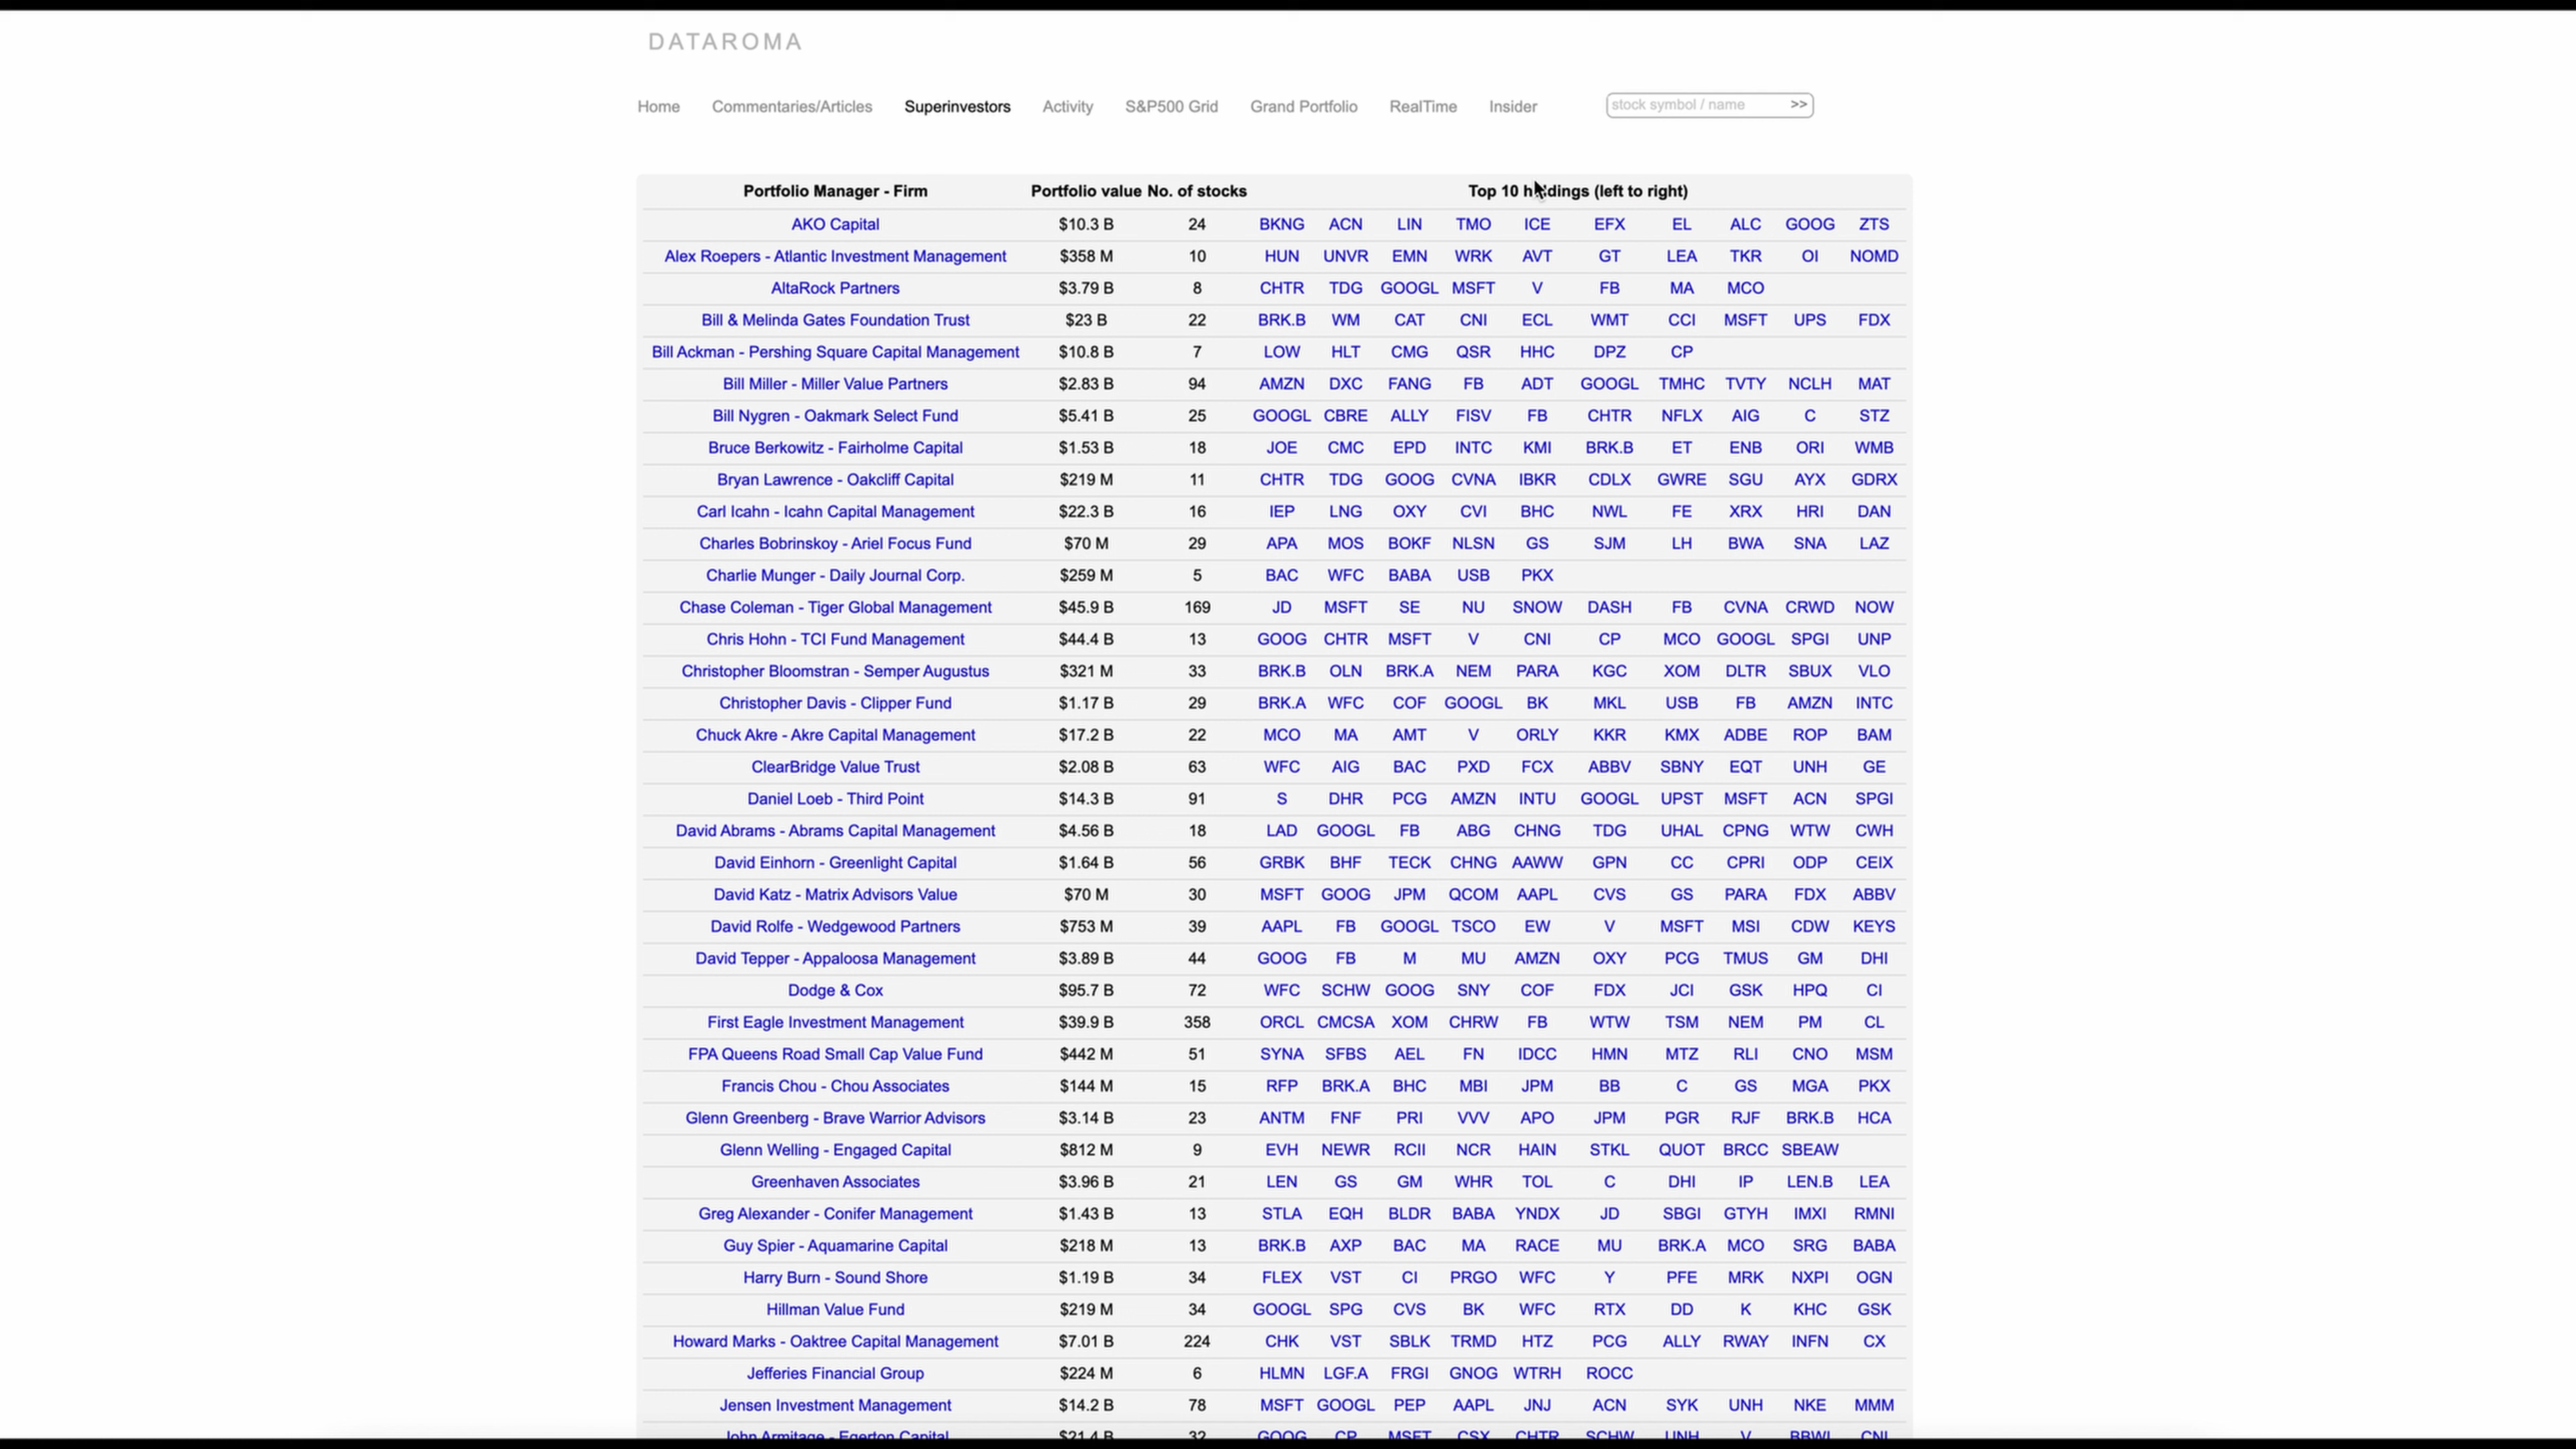 DATAROMA
Home Commentaries/Articles Superinvestors Activity S&P500 Grid Grand Portfolio RealTime Insider stock symbol / name >>
Portfolio Manager - Firm Portfolio value No. of stocks Top 10 holdings (left to right)
AKO Capital $10.3 B 24 BKNG ACN LIN TMO ICE EFX EL ALC GOOG ZTS
Alex Roepers - Atlantic Investment Management $358 M 10 HUN UNVR EMN WRK AVT GT LEA TKR OI NOMD
AltaRock Partners $3.79 B 8 CHTR TDG GOOGL MSFT V FB MA MCO
Bill & Melinda Gates Foundation Trust $23 B 22 BRK.B WM CAT CNI ECL WMT CCI MSFT UPS FDX
Bill Ackman - Pershing Square Capital Management $10.8 B 7 LOW HLT CMG QSR HHC DPZ CP
Bill Miller - Miller Value Partners $2.83 B 94 AMZN DXC FANG FB ADT GOOGL TMHC TVTY NCLH MAT
Bill Nygren - Oakmark Select Fund $5.41 B 25 GOOGL CBRE ALLY FISV FB CHTR NFLX AIG C STZ
Bruce Berkowitz - Fairholme Capital $1.53 B 18 JOE CMC EPD INTC KMI BRK.B ET ENB ORI WMB
Bryan Lawrence - Oakcliff Capital $219 M 11 CHTR TDG GOOG CVNA IBKR CDLX GWRE SGU AYX GDRX
Carl Icahn - Icahn Capital Management $22.3 B 16 IEP LNG OXY CVI BHC NWL FE XRX HRI DAN
Charles Bobrinskoy - Ariel Focus Fund $70 M 29 APA MOS BOKF NLSN GS SJM LH BWA SNA LAZ
Charlie Munger - Daily Journal Corp. $259 M 5 BAC WFC BABA USB PKX
Chase Coleman - Tiger Global Management $45.9 B 169 JD MSFT SE NU SNOW DASH FB CVNA CRWD NOW
Chris Hohn - TCI Fund Management $44.4 B 13 GOOG CHTR MSFT V CNI CP MCO GOOGL SPGI UNP
Christopher Bloomstran - Semper Augustus $321 M 33 BRK.B OLN BRK.A NEM PARA KGC XOM DLTR SBUX VLO
Christopher Davis - Clipper Fund $1.17 B 29 BRK.A WFC COF GOOGL BK MKL USB FB AMZN INTC
Chuck Akre - Akre Capital Management $17.2 B 22 MCO MA AMT V ORLY KKR KMX ADBE ROP BAM
ClearBridge Value Trust $2.08 B 63 WFC AIG BAC PXD FCX ABBV SBNY EQT UNH GE
Daniel Loeb - Third Point $14.3 B 91 S DHR PCG AMZN INTU GOOGL UPST MSFT ACN SPGI
David Abrams - Abrams Capital Management $4.56 B 18 LAD GOOGL FB ABG CHNG TDG UHAL CPNG WTW CWH
David Einhorn - Greenlight Capital $1.64 B 56 GRBK BHF TECK CHNG AAWW GPN CC CPRI ODP CEIX
David Katz - Matrix Advisors Value $70 M 30 MSFT GOOG JPM QCOM AAPL CVS GS PARA FDX ABBV
David Rolfe - Wedgewood Partners $753 M 39 AAPL FB GOOGL TSCO EW V MSFT MSI CDW KEYS
David Tepper - Appaloosa Management $3.89 B 44 GOOG FB M MU AMZN OXY PCG TMUS GM DHI
Dodge & Cox $95.7 B 72 WFC SCHW GOOG SNY COF FDX JCI GSK HPQ CI
First Eagle Investment Management $39.9 B 358 ORCL CMCSA XOM CHRW FB WTW TSM NEM PM CL
FPA Queens Road Small Cap Value Fund $442 M 51 SYNA SFBS AEL FN IDCC HMN MTZ RLI CNO MSM
Francis Chou - Chou Associates $144 M 15 RFP BRK.A BHC MBI JPM BB C GS MGA PKX
Glenn Greenberg - Brave Warrior Advisors $3.14 B 23 ANTM FNF PRI VVV APO JPM PGR RJF BRK.B HCA
Glenn Welling - Engaged Capital $812 M 9 EVH NEWR RCII NCR HAIN STKL QUOT BRCC SBEAW
Greenhaven Associates $3.96 B 21 LEN GS GM WHR TOL C DHI IP LEN.B LEA
Greg Alexander - Conifer Management $1.43 B 13 STLA EQH BLDR BABA YNDX JD SBGI GTYH IMXI RMNI
Guy Spier - Aquamarine Capital $218 M 13 BRK.B AXP BAC MA RACE MU BRK.A MCO SRG BABA
Harry Burn - Sound Shore $1.19 B 34 FLEX VST CI PRGO WFC Y PFE MRK NXPI OGN
Hillman Value Fund $219 M 34 GOOGL SPG CVS BK WFC RTX DD K KHC GSK
Howard Marks - Oaktree Capital Management $7.01 B 224 CHK VST SBLK TRMD HTZ PCG ALLY RWAY INFN CX
Jefferies Financial Group $224 M 6 HLMN LGF.A FRGI GNOG WTRH ROCC
Jensen Investment Management $14.2 B 78 MSFT GOOGL PEP AAPL JNJ ACN SYK UNH NKE MMM
John Armitage - Egerton Capital $21.4 B 32 GOOG CP MSFT CSX CHTR SCHW UNH V BBWI CNI